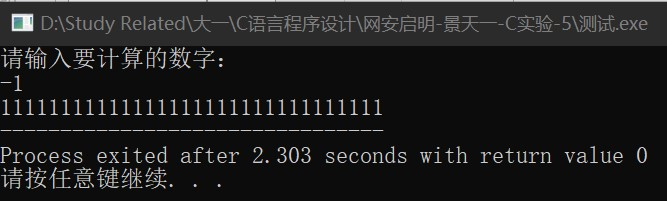 D:\Study Related\大一\C语言程序设计\网安启明-景天一-C实验-5\测试.exe
请输入要计算的数字：
-1
11111111111111111111111111111111
--------------------------------
Process exited after 2.303 seconds with return value 0
请按任意键继续. . .